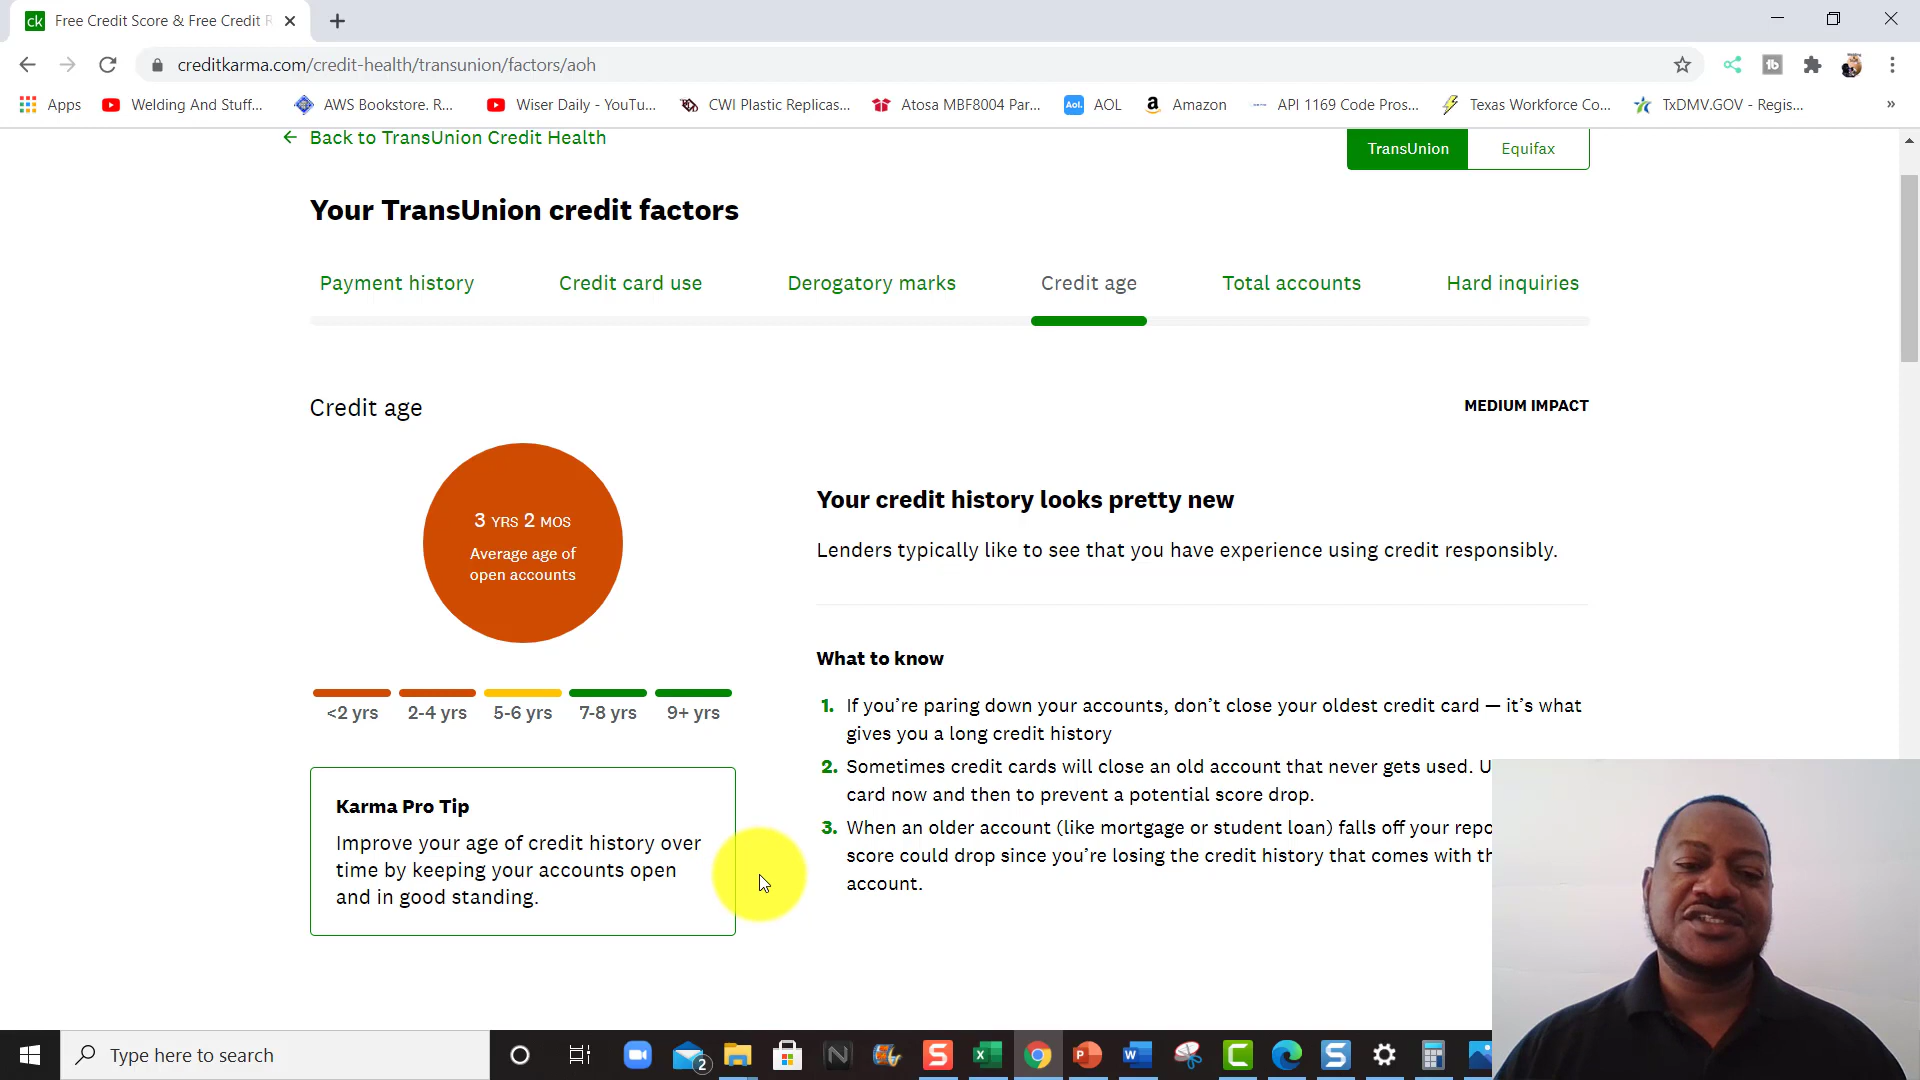 ck Free Credit Score & Free Credit R
creditkarma.com/credit-health/transunion/factors/aoh
Apps Welding And Stuff... AWS Bookstore. R... Wiser Daily - YouTu... CWI Plastic Replicas... Atosa MBF8004 Par... Aol. AOL Amazon API 1169 Code Pros... Texas Workforce Co... TxDMV.GOV - Regis... »
Back to TransUnion Credit Health
TransUnion Equifax
Your TransUnion credit factors
Payment history Credit card use Derogatory marks Credit age Total accounts Hard inquiries
Credit age
MEDIUM IMPACT
3 YRS 2 MOS
Average age of
open accounts
<2 yrs 2-4 yrs 5-6 yrs 7-8 yrs 9+ yrs
Karma Pro Tip
Improve your age of credit history over
time by keeping your accounts open
and in good standing.
Your credit history looks pretty new
Lenders typically like to see that you have experience using credit responsibly.
What to know
1. If you’re paring down your accounts, don’t close your oldest credit card — it’s what
gives you a long credit history
2. Sometimes credit cards will close an old account that never gets used. U
card now and then to prevent a potential score drop.
3. When an older account (like mortgage or student loan) falls off your repo
score could drop since you’re losing the credit history that comes with th
account.
Type here to search
2